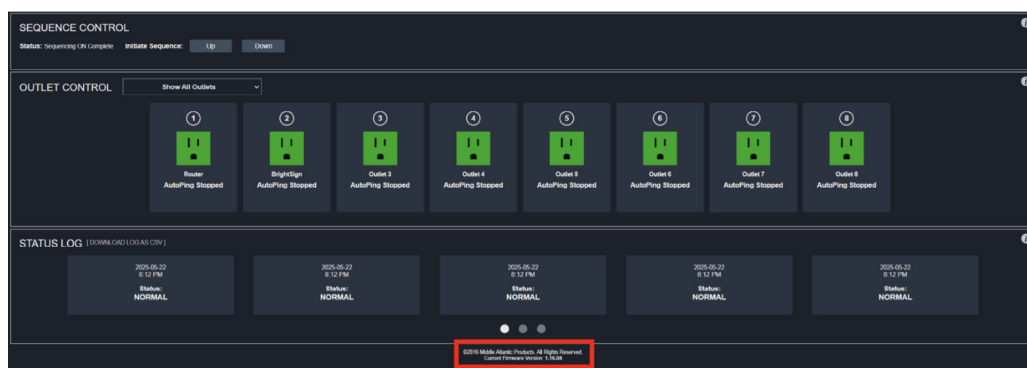 SEQUENCE CONTROL
Status: Sequencing ON Complete Initiate Sequence: Up Down
OUTLET CONTROL Show All Outlets
1 2 3 4 5 6 7 8
Router BrightSign Outlet 3 Outlet 4 Outlet 5 Outlet 6 Outlet 7 Outlet 8
AutoPing Stopped AutoPing Stopped AutoPing Stopped AutoPing Stopped AutoPing Stopped AutoPing Stopped AutoPing Stopped AutoPing Stopped
STATUS LOG [ DOWNLOAD LOG AS CSV ]
2025-05-22 2025-05-22 2025-05-22 2025-05-22 2025-05-22
8:12 PM 8:12 PM 8:12 PM 8:12 PM 8:12 PM
Status: Status: Status: Status: Status:
NORMAL NORMAL NORMAL NORMAL NORMAL
©2016 Middle Atlantic Products. All Rights Reserved.
Current Firmware Version: 1.16.04